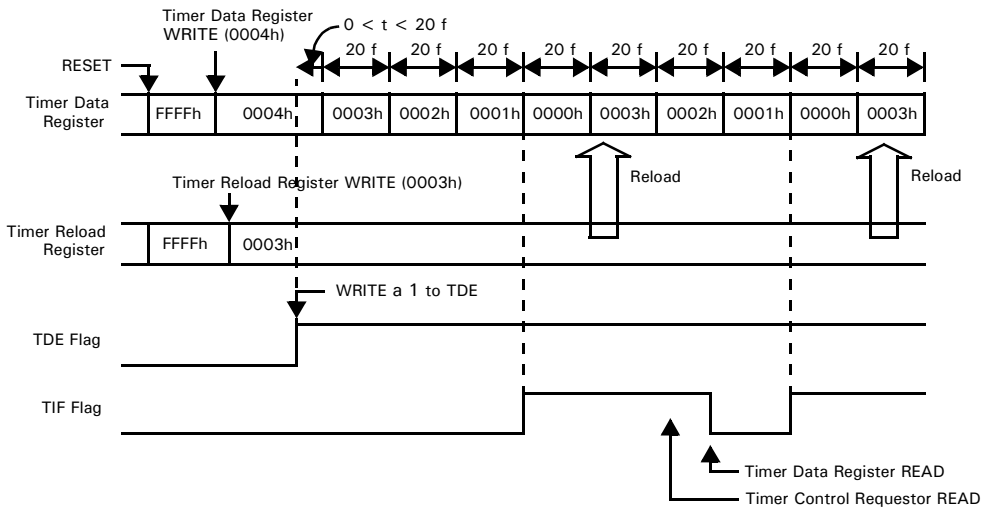 Timer Data Register
WRITE (0004h)
0 < t < 20 f
20 f 20 f 20 f 20 f 20 f 20 f 20 f 20 f 20 f
RESET
Timer Data
Register
FFFFh 0004h 0003h 0002h 0001h 0000h 0003h 0002h 0001h 0000h 0003h
Reload Reload
Timer Reload Register WRITE (0003h)
Timer Reload
Register
FFFFh 0003h
WRITE a 1 to TDE
TDE Flag
TIF Flag
Timer Data Register READ
Timer Control Requestor READ